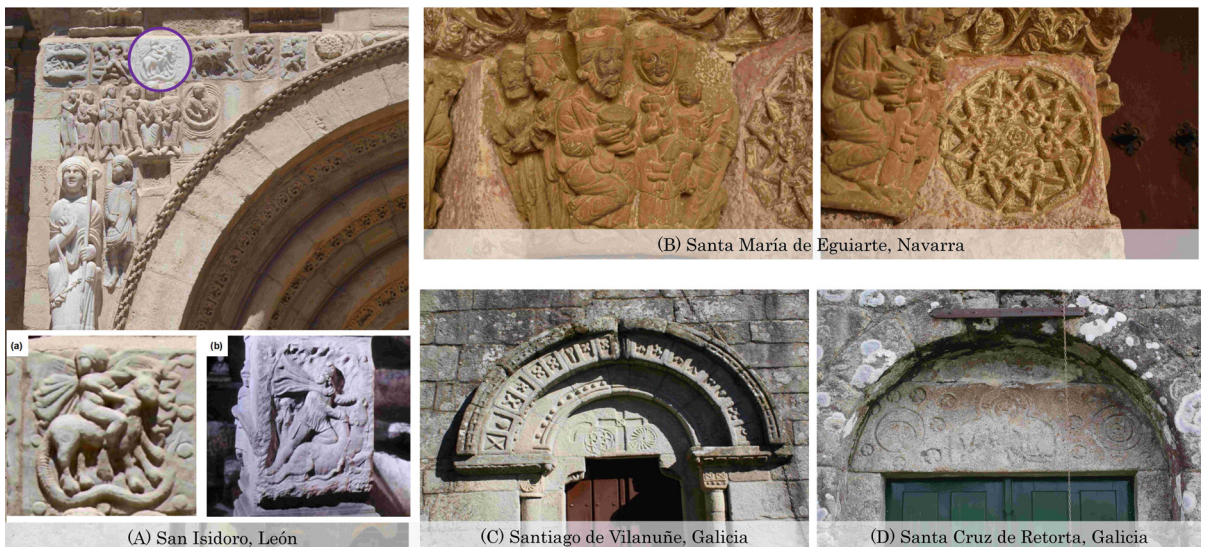 (a)
(b)
(A) San Isidoro, León
(B) Santa María de Eguiarte, Navarra
(C) Santiago de Vilanuñe, Galicia
(D) Santa Cruz de Retorta, Galicia